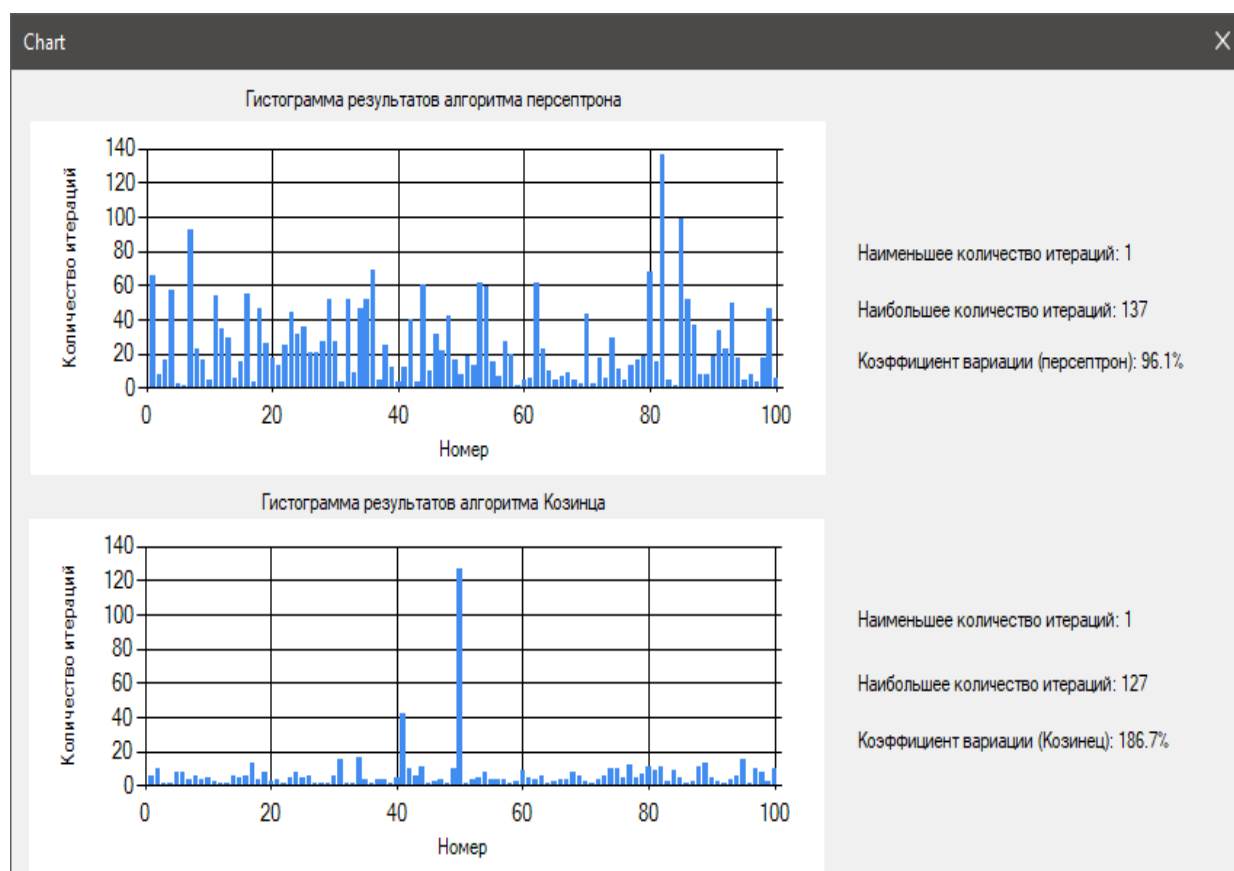 Chart
Гистограмма результатов алгоритма персептрона
Количество итераций
140
120
100
80
60
40
20
0
0 20 40 60 80 100
Номер
Наименьшее количество итераций: 1
Наибольшее количество итераций: 137
Коэффициент вариации (персептрон): 96.1%
Гистограмма результатов алгоритма Козинца
Количество итераций
140
120
100
80
60
40
20
0
0 20 40 60 80 100
Номер
Наименьшее количество итераций: 1
Наибольшее количество итераций: 127
Коэффициент вариации (Козинец): 186.7%